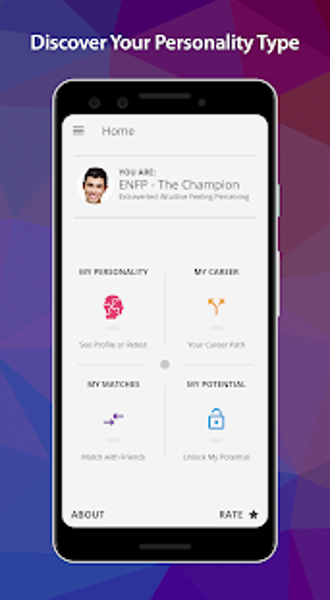 Discover Your Personality Type
Home
YOU ARE:
ENFP - The Champion
Extraverted iNtuitive Feeling Perceiving
MY PERSONALITY
MY CAREER
See Profile or Retest
Your Career Path
MY MATCHES
MY POTENTIAL
Match with Friends
Unlock My Potential
ABOUT
RATE ★